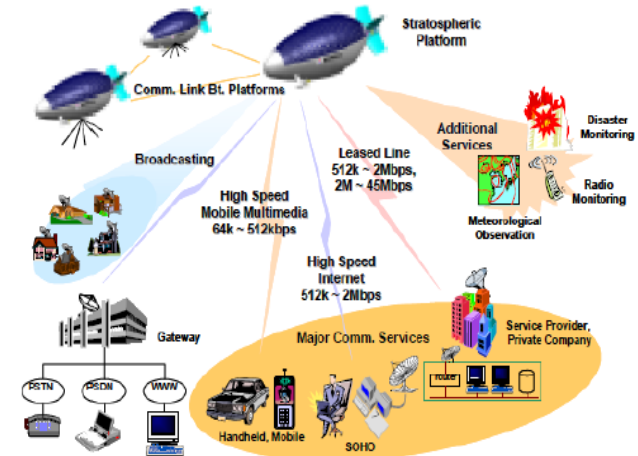 Stratospheric
Platform
Comm. Link Bt. Platforms
Broadcasting
Leased Line
512k ~ 2Mbps,
2M ~ 45Mbps
Additional
Services
Disaster
Monitoring
Radio
Monitoring
Meteorological
Observation
High Speed
Mobile Multimedia
64k ~ 512kbps
High Speed
Internet
512k ~ 2Mbps
Gateway
Major Comm. Services
Service Provider,
Private Company
PSTN
PSDN
WWW
router
Handheld, Mobile
SOHO